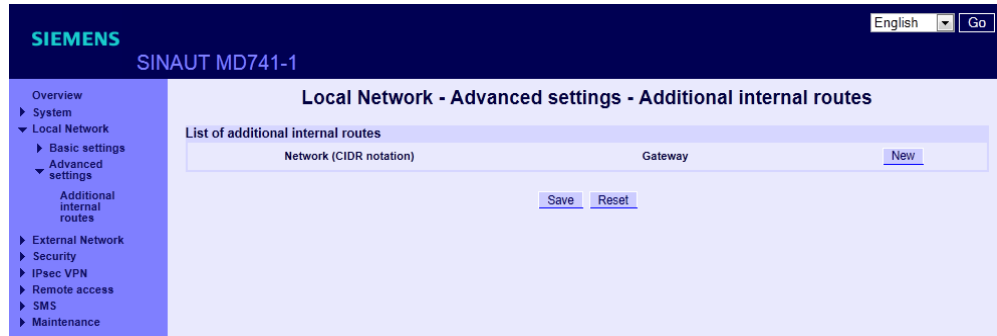 English Go
SIEMENS
SINAUT MD741-1
Overview
System
Local Network
Basic settings
Advanced
settings
Additional
internal
routes
External Network
Security
IPsec VPN
Remote access
SMS
Maintenance
Local Network - Advanced settings - Additional internal routes
List of additional internal routes
Network (CIDR notation) Gateway New
Save Reset